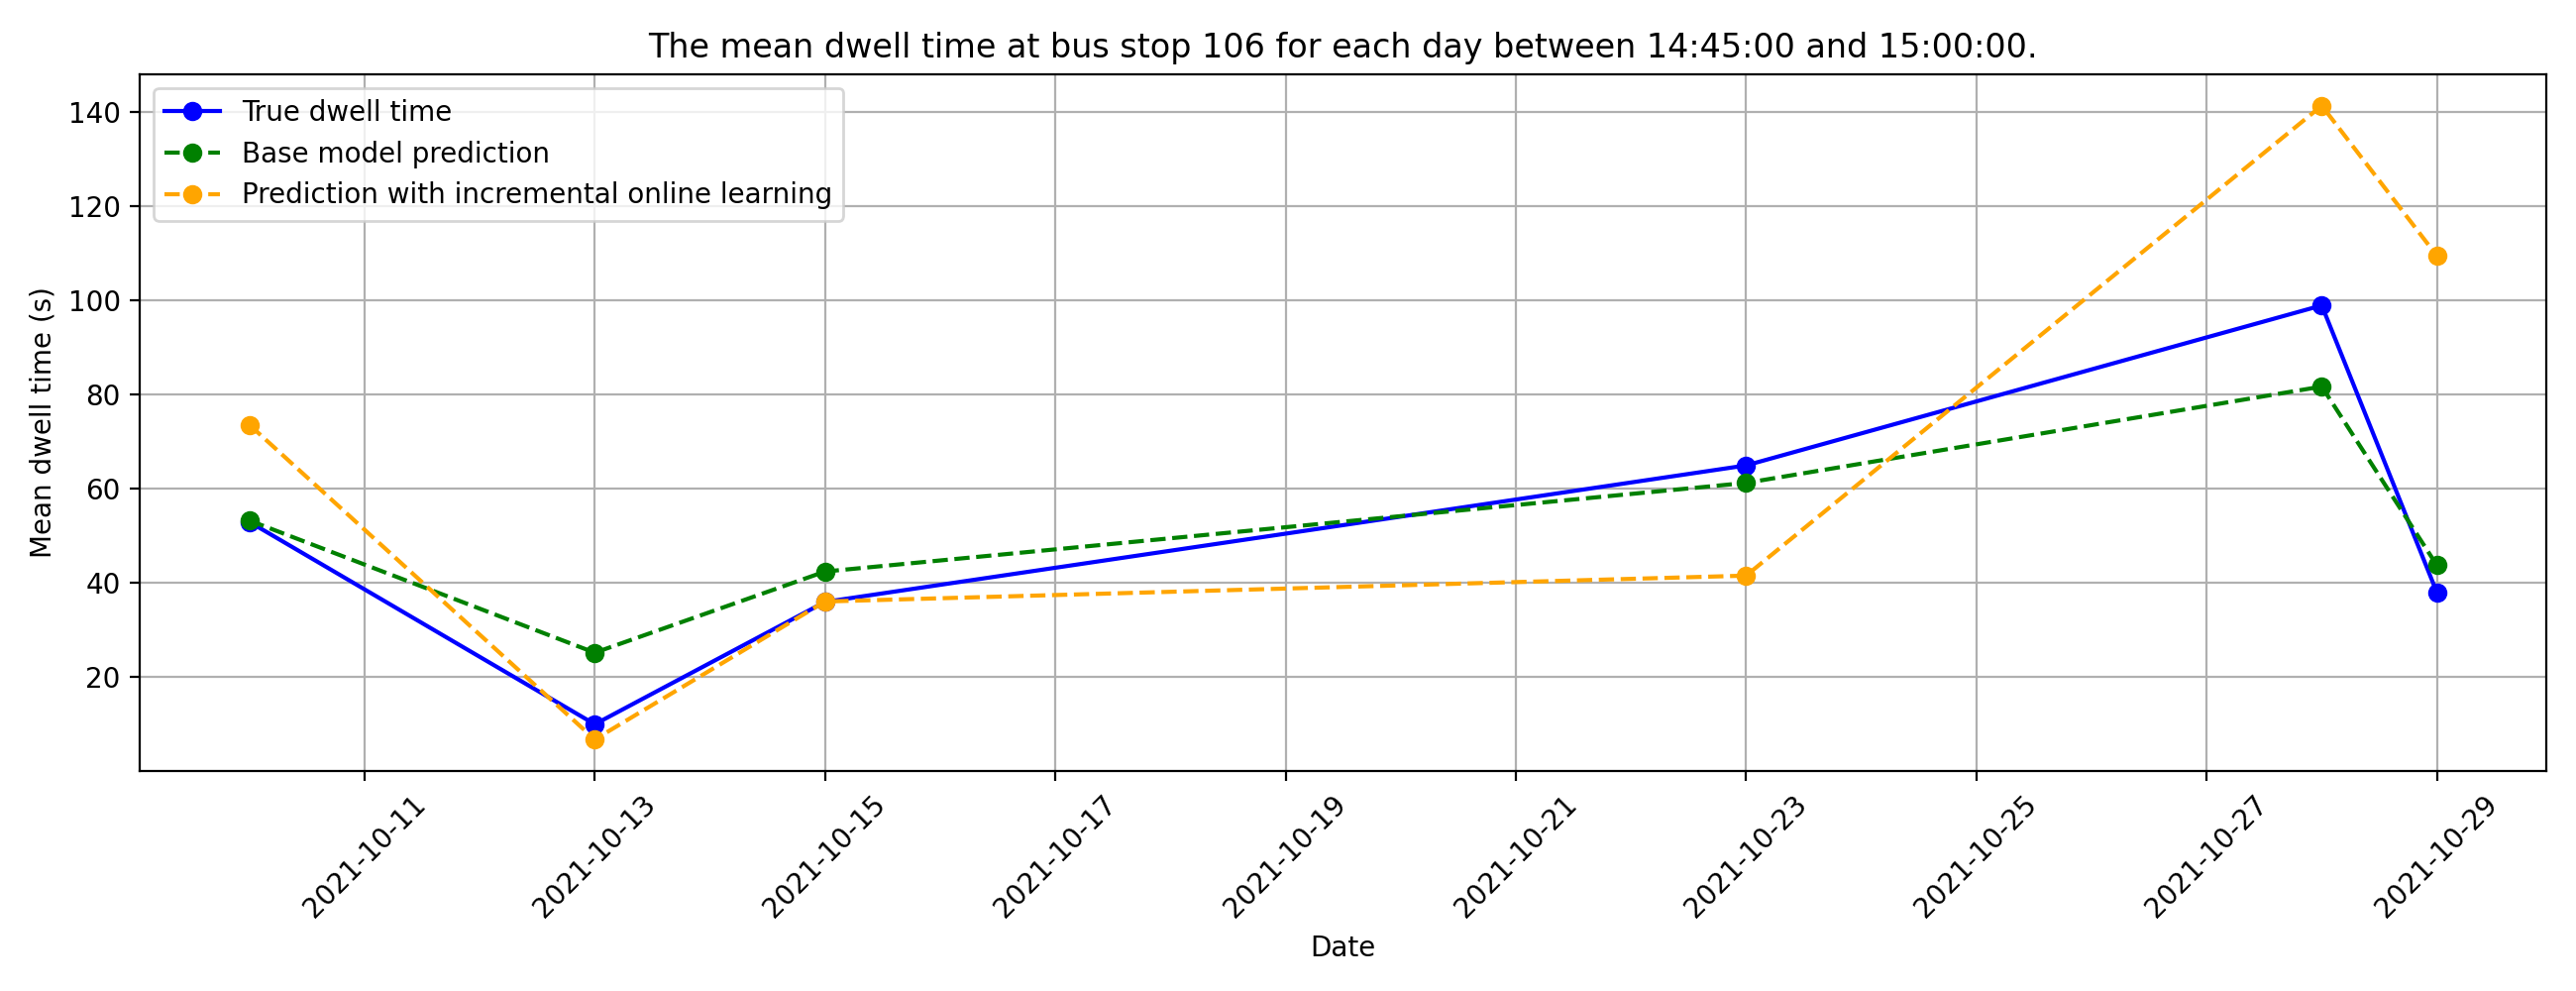 The mean dwell time at bus stop 106 for each day between 14:45:00 and 15:00:00.
True dwell time
Base model prediction
Prediction with incremental online learning
Mean dwell time (s)
140
120
100
80
60
40
20
2021-10-11
2021-10-13
2021-10-15
2021-10-17
2021-10-19
2021-10-21
2021-10-23
2021-10-25
2021-10-27
2021-10-29
Date